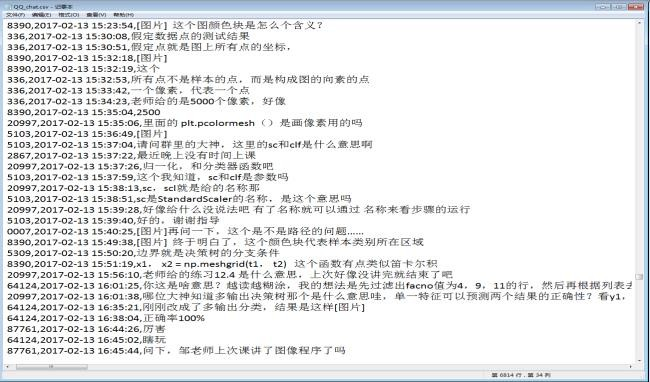 QQ_chat.csv - 记事本
文件(F) 编辑(E) 格式(O) 查看(V) 帮助(H)
8390,2017-02-13 15:23:54,[图片] 这个图颜色块是怎么个含义？
336,2017-02-13 15:30:08,假定数据点的测试结果
336,2017-02-13 15:30:51,假定点就是图上所有点的坐标，
8390,2017-02-13 15:32:18,[图片]
8390,2017-02-13 15:32:19,这个
336,2017-02-13 15:32:53,所有点不是样本的点，而是构成图的向素的点
336,2017-02-13 15:33:42,一个像素，代表一个点
336,2017-02-13 15:34:23,老师给的是5000个像素，好像
8390,2017-02-13 15:35:04,2500
20997,2017-02-13 15:35:06,里面的 plt.pcolormesh（）是画像素用的吗
5103,2017-02-13 15:36:49,[图片]
5103,2017-02-13 15:37:04,请问群里的大神，这里的sc和clf是什么意思啊
2867,2017-02-13 15:37:22,最近晚上没有时间上课
20997,2017-02-13 15:37:26,归一化，和分类器函数吧
5103,2017-02-13 15:37:59,这个我知道，sc和clf是参数吗
20997,2017-02-13 15:38:13,sc，scl就是给的名称那
5103,2017-02-13 15:38:51,sc是StandardScaler的名称，是这个意思吗
20997,2017-02-13 15:39:28,好像给什么没说法吧 有了名称就可以通过 名称来看步骤的运行
5103,2017-02-13 15:39:40,好的，谢谢指导
0007,2017-02-13 15:40:25,[图片]再问一下，这个是不是路径的问题……
8390,2017-02-13 15:49:38,[图片] 终于明白了，这个颜色块代表样本类别所在区域
5309,2017-02-13 15:50:20,边界就是决策树的分支条件
8390,2017-02-13 15:51:19,x1， x2 = np.meshgrid(t1， t2) 这个函数有点类似笛卡尔积
20997,2017-02-13 15:56:10,老师给的练习12.4 是什么意思，上次好像没讲完就结束了吧
64124,2017-02-13 16:01:25,你这是啥意思？越读越糊涂，我的想法是先过滤出facno值为4，9，11的行，然后再根据列表
20997,2017-02-13 16:01:38,哪位大神知道多输出决策树那个是什么意思哇，单一特征可以预测两个结果的正确性？看y1，
64124,2017-02-13 16:35:21,刚刚改成了多输出分类，结果是这样[图片]
64124,2017-02-13 16:38:04,正确率100%
87761,2017-02-13 16:44:26,厉害
64124,2017-02-13 16:45:02,瞎玩
87761,2017-02-13 16:45:44,问下，邹老师上次课讲了图像程序了吗
第 6814 行，第 34 列